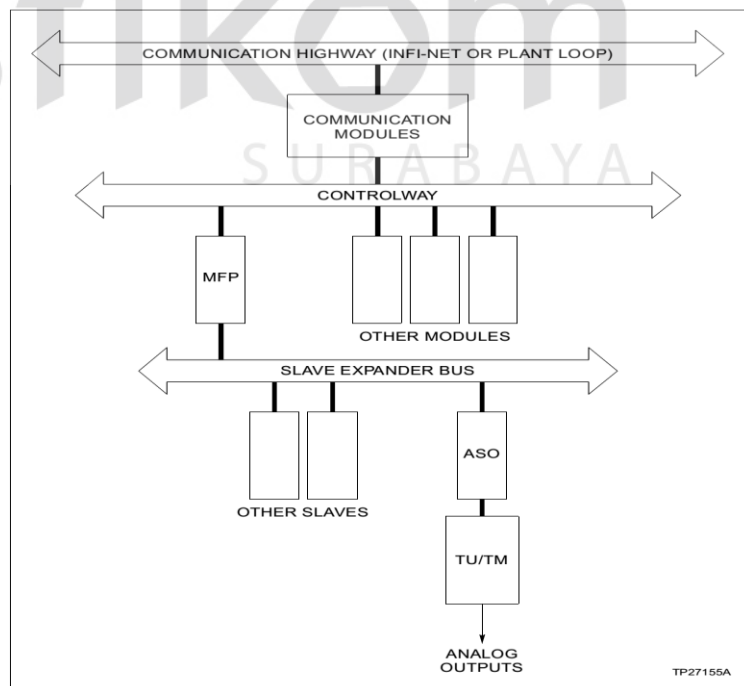 COMMUNICATION HIGHWAY (INFI-NET OR PLANT LOOP)
COMMUNICATION
MODULES
SURABAYA
CONTROLWAY
MFP
OTHER MODULES
SLAVE EXPANDER BUS
ASO
OTHER SLAVES
TU/TM
ANALOG
OUTPUTS
TP27155A